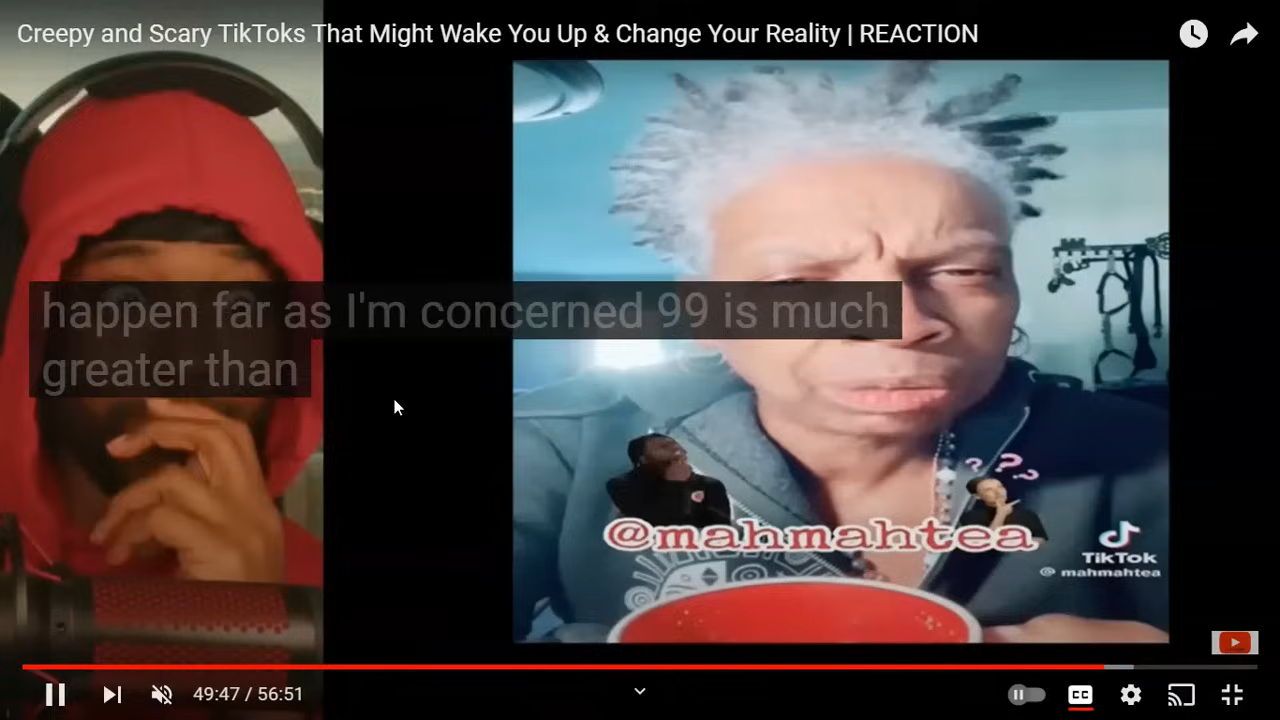 Creepy and Scary TikToks That Might Wake You Up & Change Your Reality | REACTION
happen far as I'm concerned 99 is much
greater than
? ? ?
@mahmahtea
TikTok
@ mahmahtea
49:47 / 56:51
CC